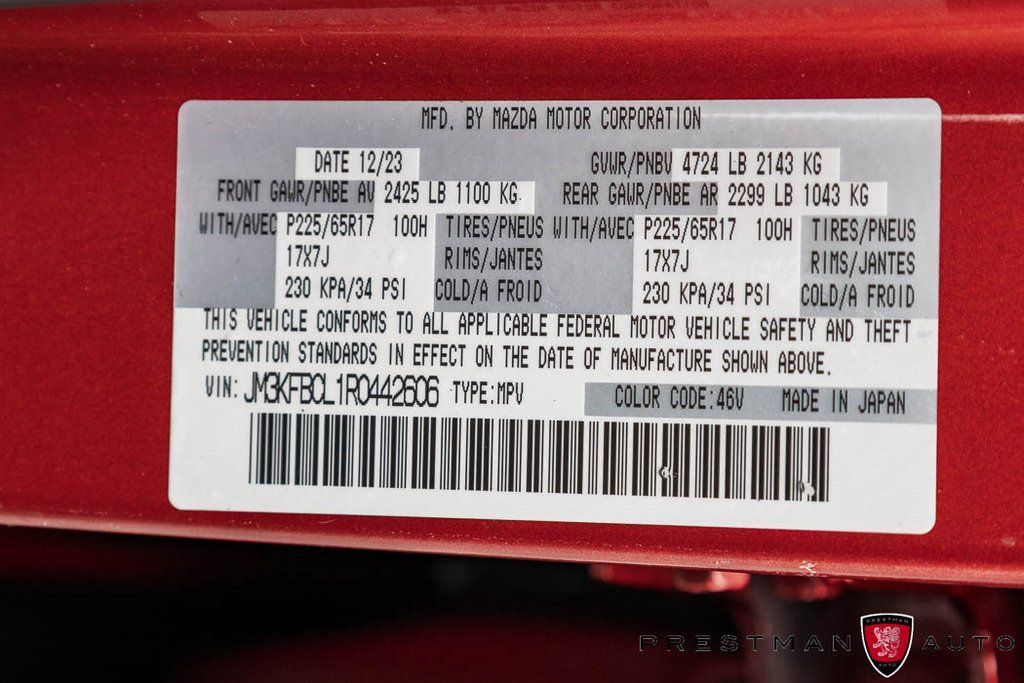 MFD. BY MAZDA MOTOR CORPORATION
DATE 12/23 GVWR/PNBV 4724 LB 2143 KG
FRONT GAWR/PNBE AV 2425 LB 1100 KG REAR GAWR/PNBE AR 2299 LB 1043 KG
WITH/AVEC P225/65R17 100H TIRES/PNEUS WITH/AVEC P225/65R17 100H TIRES/PNEUS
17X7J RIMS/JANTES 17X7J RIMS/JANTES
230 KPA/34 PSI COLD/A FROID 230 KPA/34 PSI COLD/A FROID
THIS VEHICLE CONFORMS TO ALL APPLICABLE FEDERAL MOTOR VEHICLE SAFETY AND THEFT
PREVENTION STANDARDS IN EFFECT ON THE DATE OF MANUFACTURE SHOWN ABOVE.
VIN: JM3KFBCL1R0442606 TYPE:MPV COLOR CODE:46V MADE IN JAPAN
PRESTMAN AUTO
PRESTMAN
AUTO